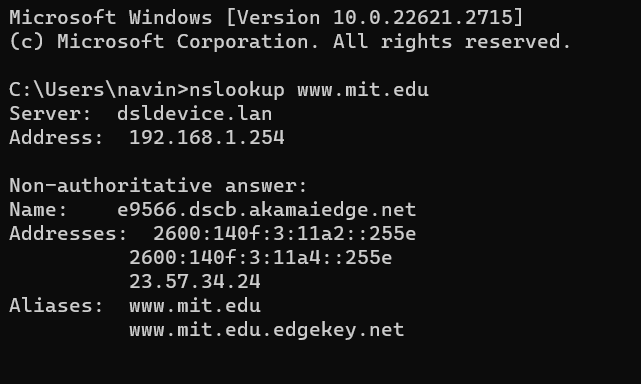 Microsoft Windows [Version 10.0.22621.2715]
(c) Microsoft Corporation. All rights reserved.
C:\Users\navin>nslookup www.mit.edu
Server:  dsldevice.lan
Address:  192.168.1.254
Non-authoritative answer:
Name:    e9566.dscb.akamaiedge.net
Addresses:  2600:140f:3:11a2::255e
          2600:140f:3:11a4::255e
          23.57.34.24
Aliases:  www.mit.edu
          www.mit.edu.edgekey.net